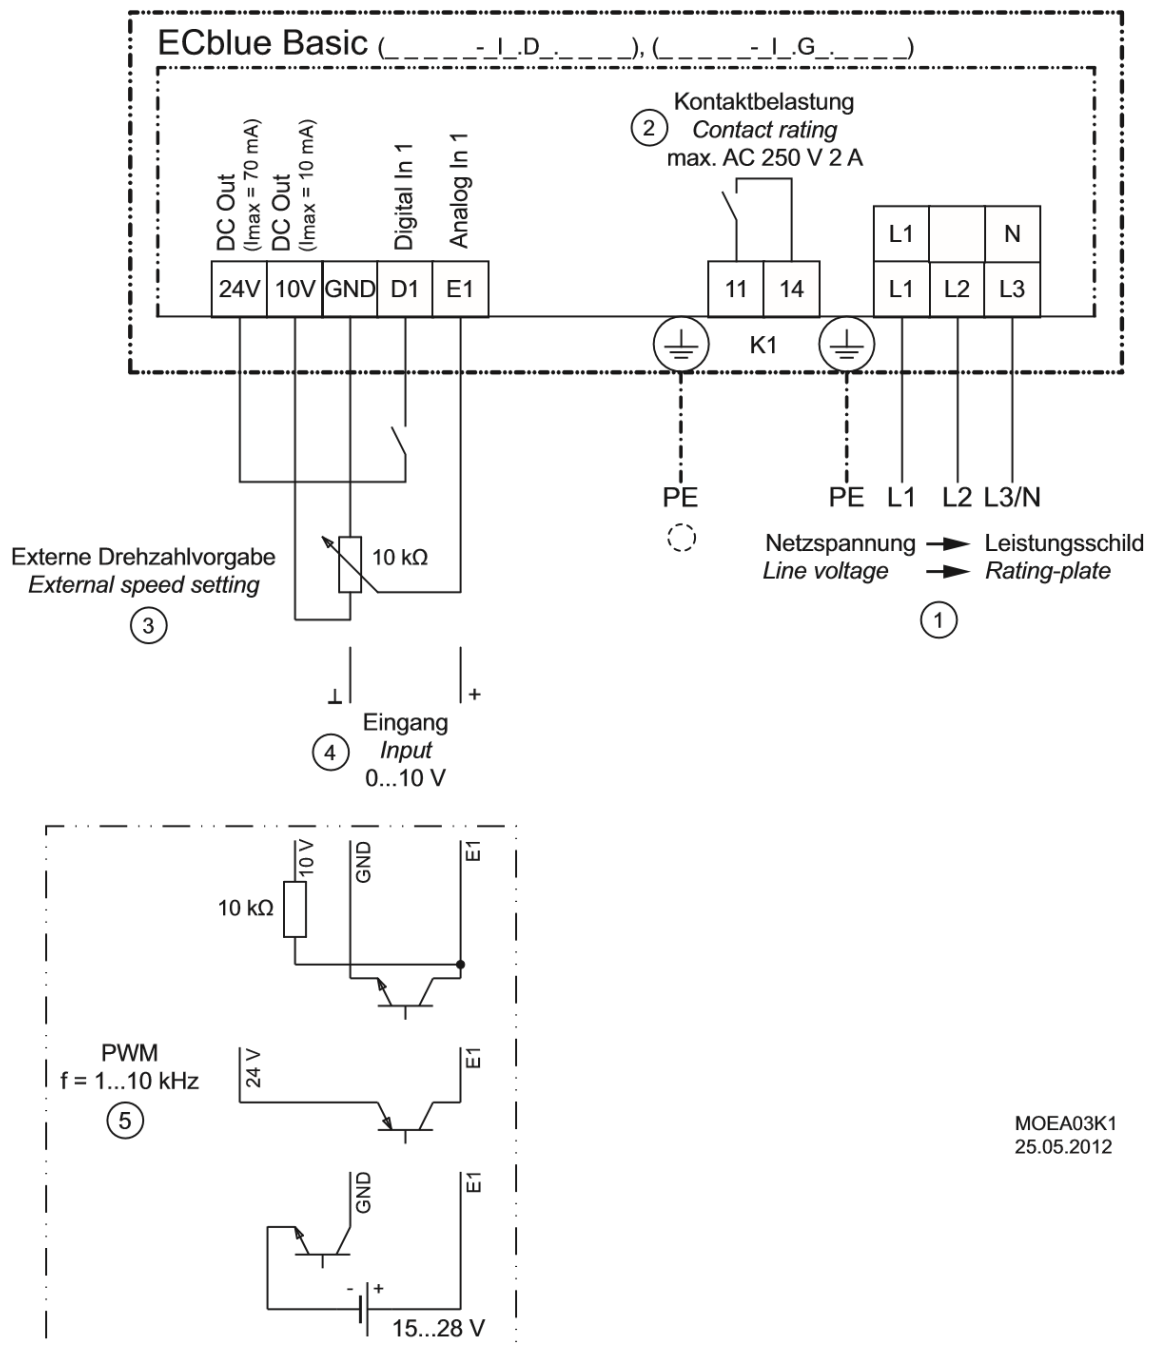 ECblue Basic (_ _ _ _ _-_I_.D_._ _ _ _), (_ _ _ _ _-_I_.G_._ _ _ _)
DC Out
(Imax = 70 mA)
DC Out
(Imax = 10 mA)
Digital In 1
Analog In 1
2
Kontaktbelastung
Contact rating
max. AC 250 V 2 A
L1 N
24V 10V GND D1 E1
11 14
L1 L2 L3
K1
PE
PE L1 L2 L3/N
Netzspannung → Leistungsschild
Line voltage → Rating-plate
1
10 kΩ
Externe Drehzahlvorgabe
External speed setting
3
⊥ +
4
Eingang
Input
0...10 V
10 V
GND
E1
10 kΩ
PWM
f = 1...10 kHz
5
24 V
E1
GND
E1
- +
15...28 V
MOEA03K1
25.05.2012